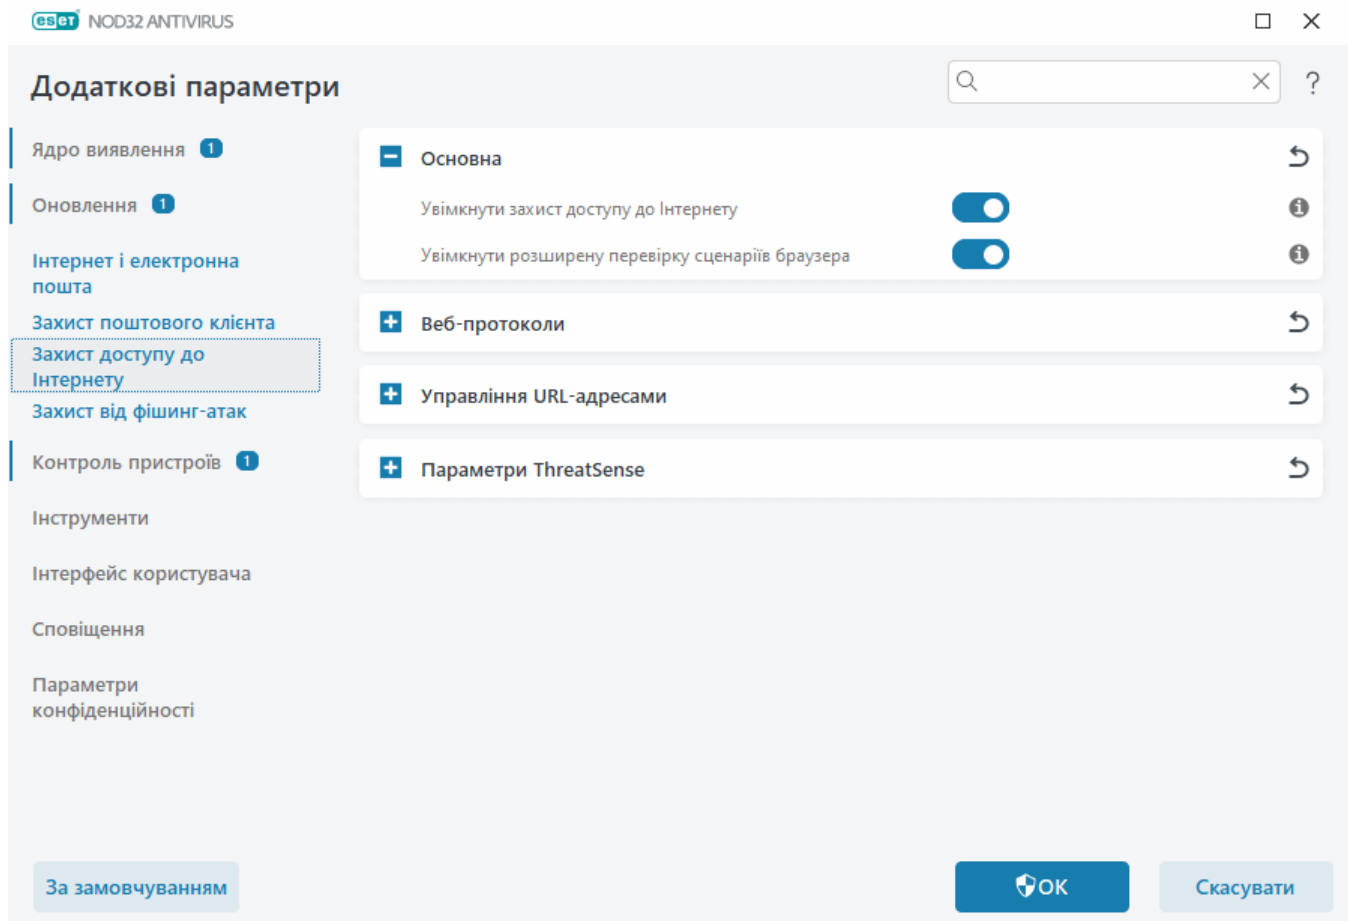 eset NOD32 ANTIVIRUS
Додаткові параметри
?
Ядро виявлення 1
Оновлення 1
Інтернет і електронна
пошта
Захист поштового клієнта
Захист доступу до
Інтернету
Захист від фішинг-атак
Контроль пристроїв 1
Інструменти
Інтерфейс користувача
Сповіщення
Параметри
конфіденційності
Основна
Увімкнути захист доступу до Інтернету
Увімкнути розширену перевірку сценаріїв браузера
Веб-протоколи
Управління URL-адресами
Параметри ThreatSense
За замовчуванням
ОК
Скасувати